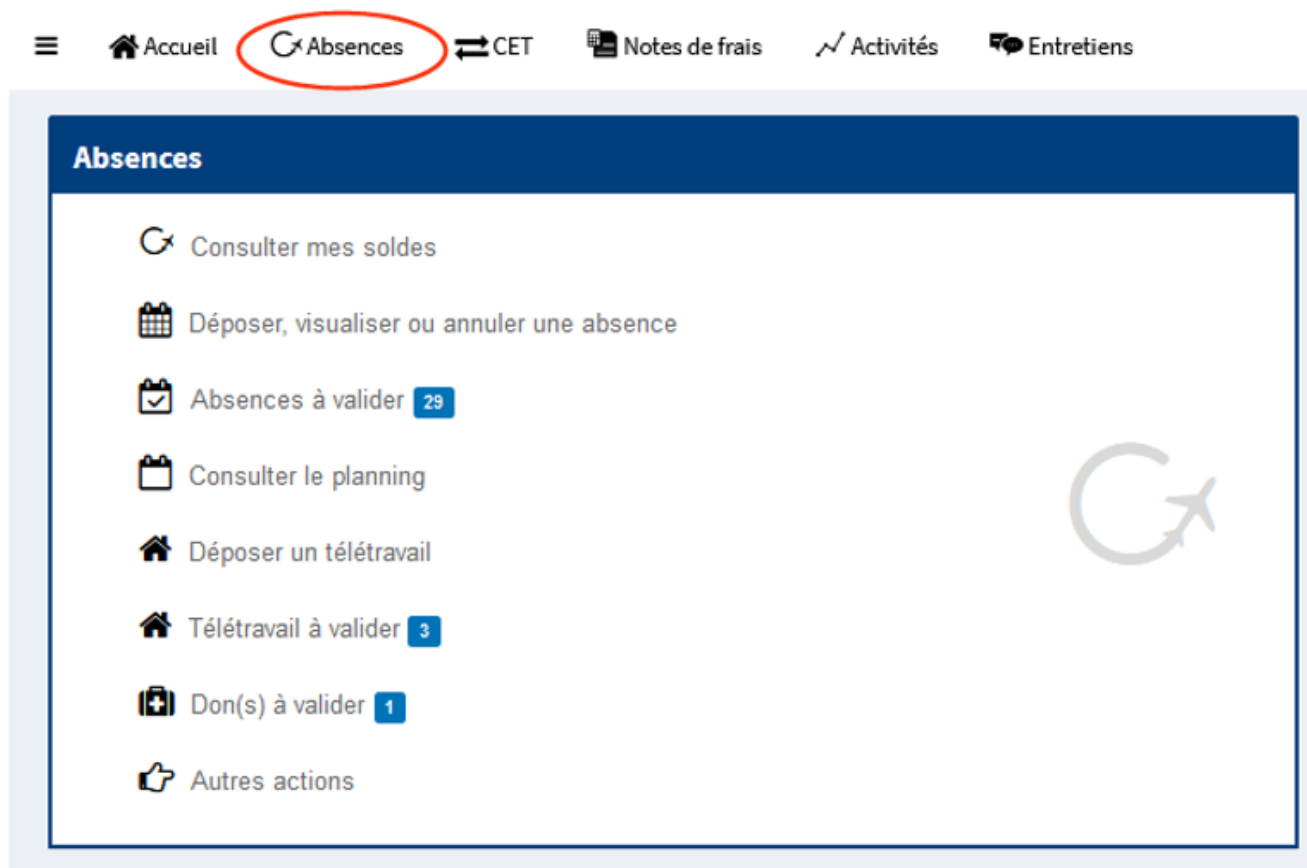 Accueil Absences CET Notes de frais Activités Entretiens
Absences
Consulter mes soldes
Déposer, visualiser ou annuler une absence
Absences à valider 29
Consulter le planning
Déposer un télétravail
Télétravail à valider 3
Don(s) à valider 1
Autres actions